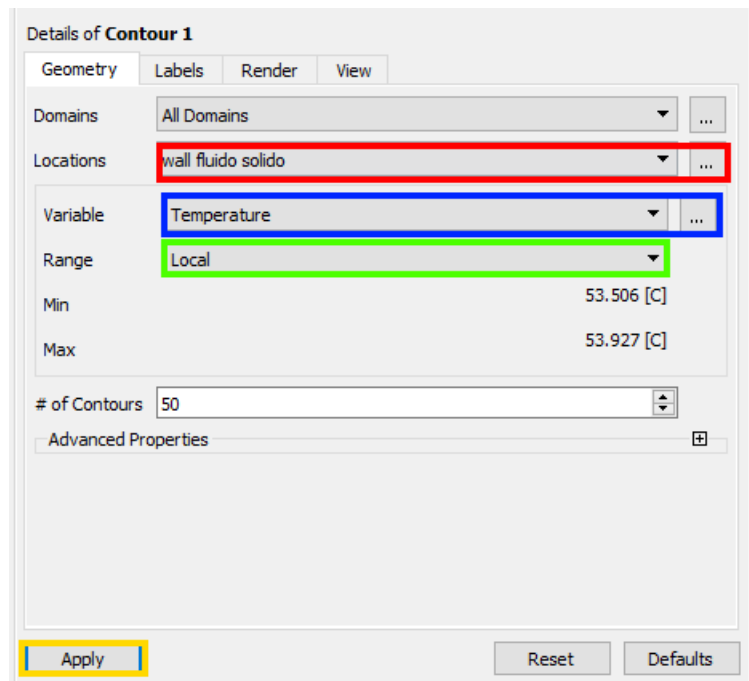 Details of Contour 1
Geometry Labels Render View
Domains All Domains ...
Locations wall fluido solido ...
Variable Temperature ...
Range Local
Min 53.506 [C]
Max 53.927 [C]
# of Contours 50
Advanced Properties
Apply Reset Defaults